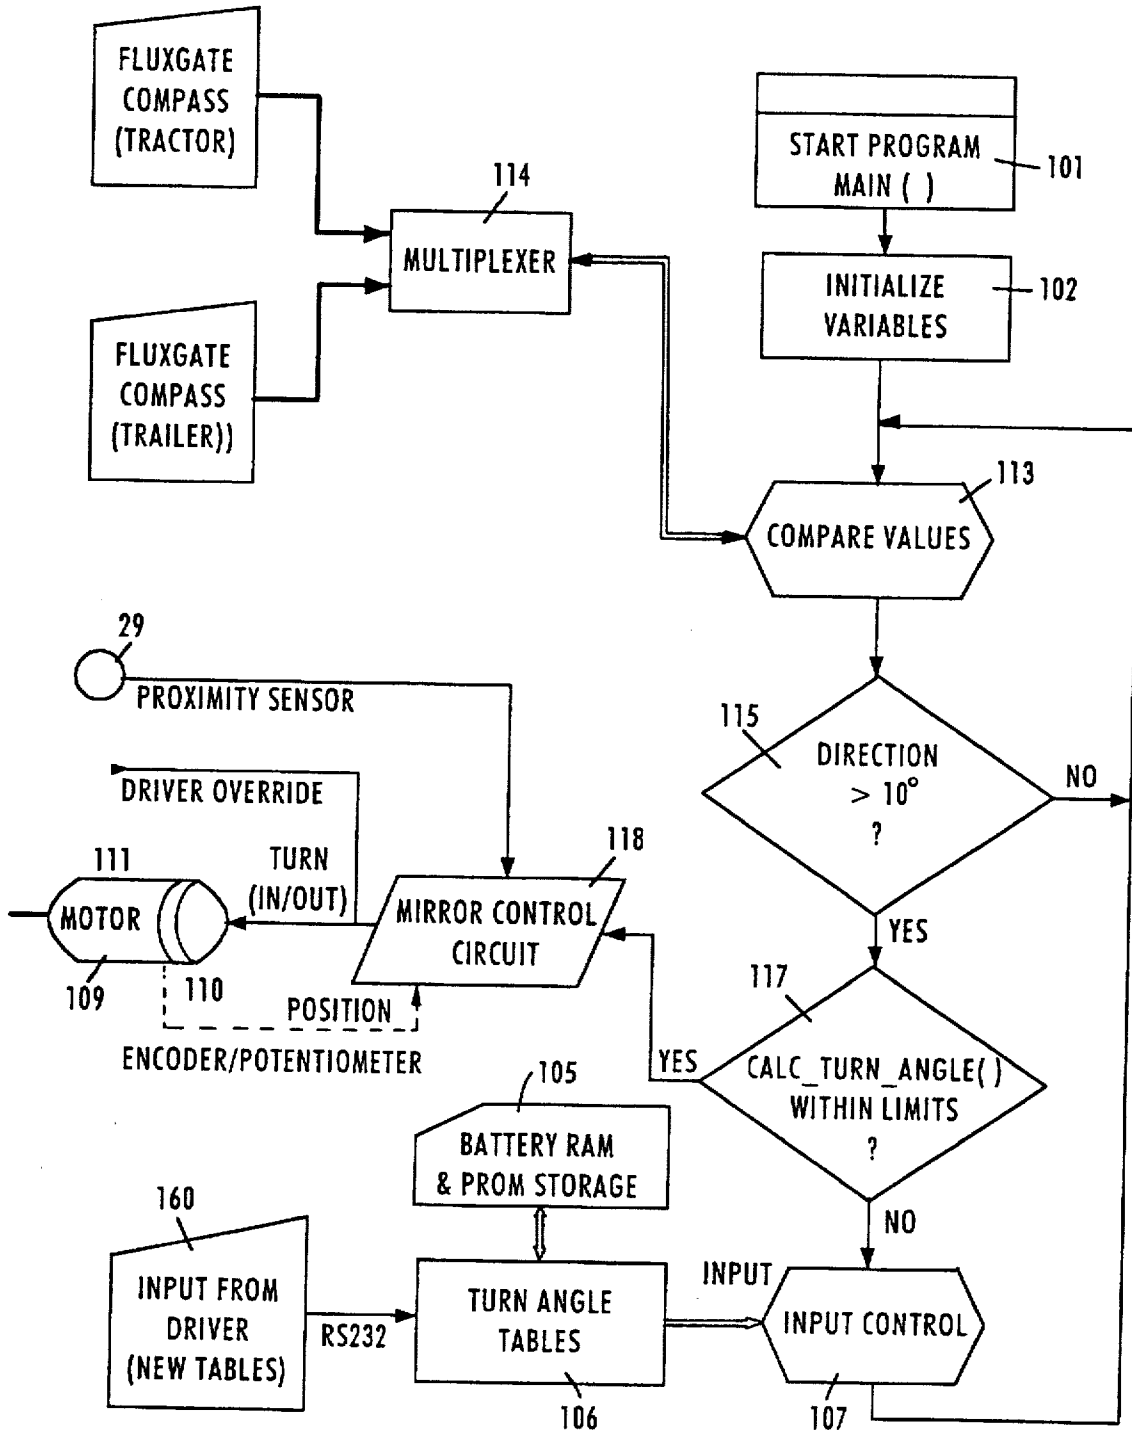 FLUXGATE
COMPASS
(TRACTOR)
114
MULTIPLEXER
FLUXGATE
COMPASS
(TRAILER))
START PROGRAM
MAIN ( )
101
INITIALIZE
VARIABLES
102
113
COMPARE VALUES
29
PROXIMITY SENSOR
115
DIRECTION
> 10°
?
NO
YES
DRIVER OVERRIDE
111
TURN
(IN/OUT)
118
MOTOR
MIRROR CONTROL
CIRCUIT
109
110
POSITION
ENCODER/POTENTIOMETER
117
YES
CALC_TURN_ANGLE( )
WITHIN LIMITS
?
NO
105
BATTERY RAM
& PROM STORAGE
160
INPUT FROM
DRIVER
(NEW TABLES)
RS232
TURN ANGLE
TABLES
106
INPUT
INPUT CONTROL
107